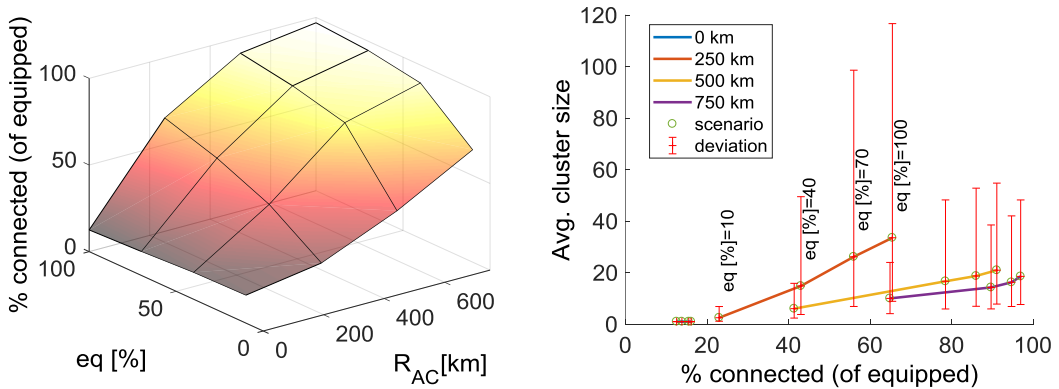 % connected (of equipped)
100
50
0
100
50
0
eq [%]
0
200
400
600
R_AC[km]
Avg. cluster size
120
100
80
60
40
20
0
0 km
250 km
500 km
750 km
scenario
deviation
eq [%]=10
eq [%]=40
eq [%]=70
eq [%]=100
0
20
40
60
80
100
% connected (of equipped)